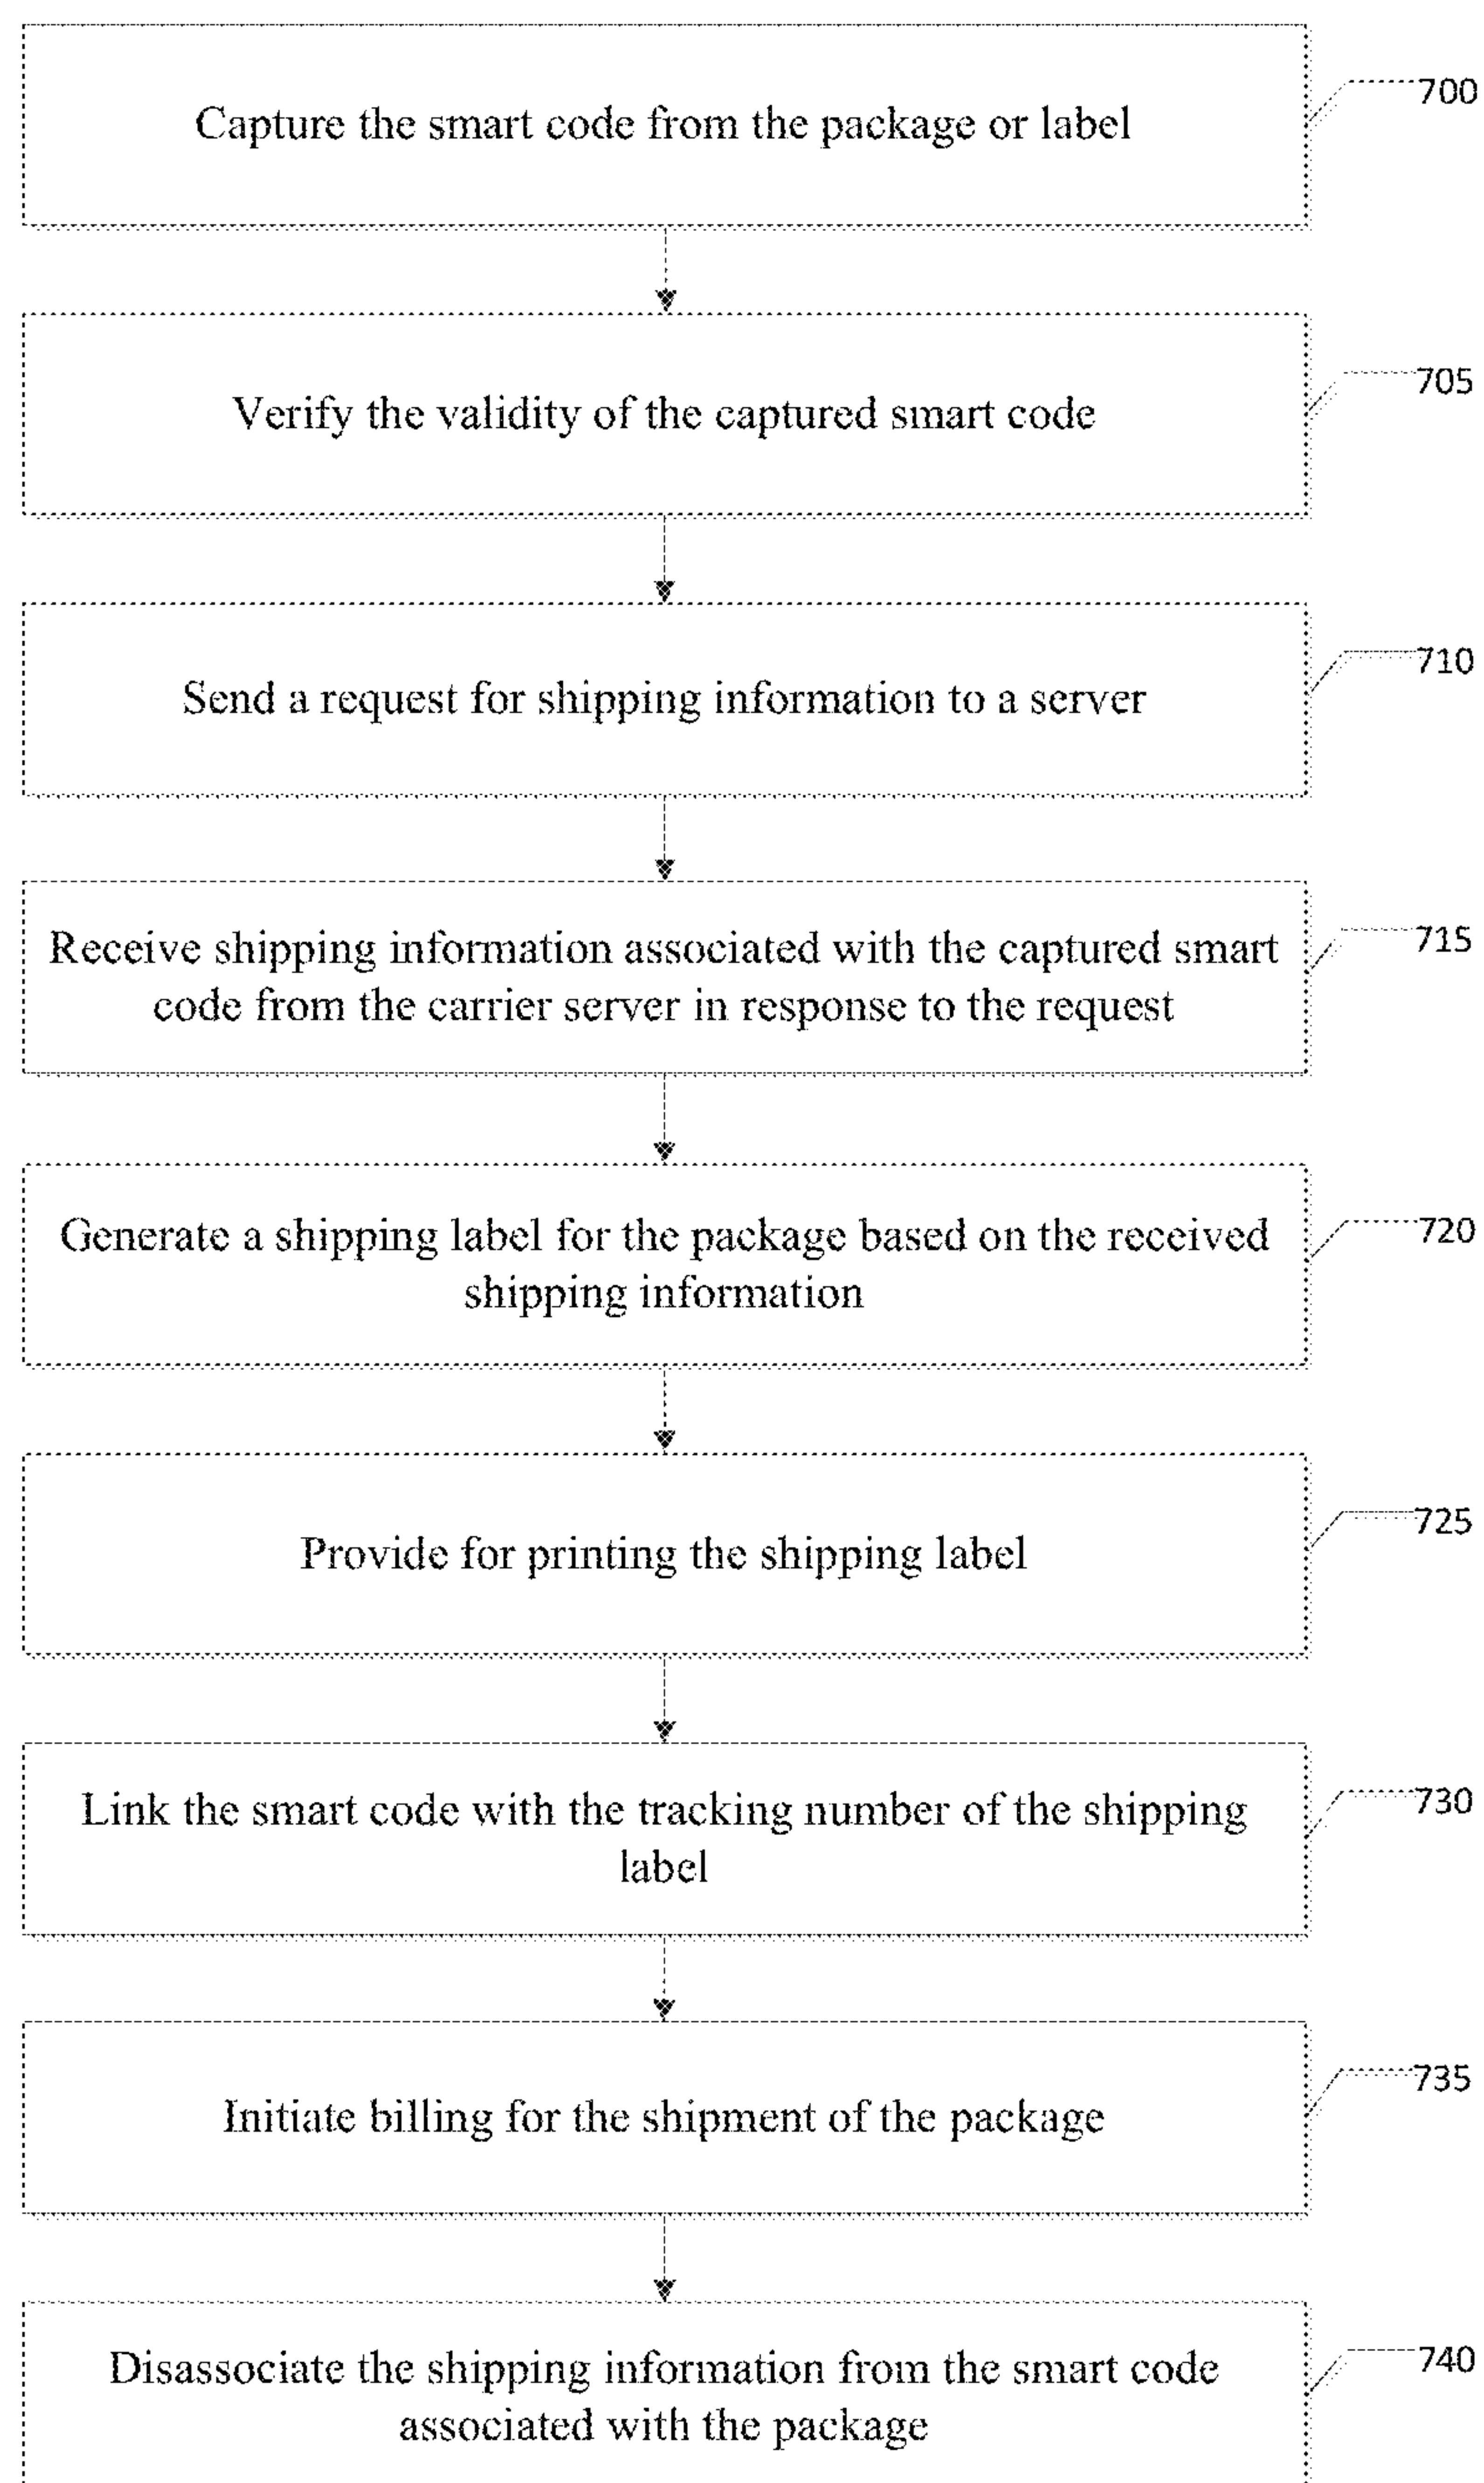 Capture the smart code from the package or label
700
Verify the validity of the captured smart code
705
Send a request for shipping information to a server
710
Receive shipping information associated with the captured smart
code from the carrier server in response to the request
715
Generate a shipping label for the package based on the received
shipping information
720
Provide for printing the shipping label
725
Link the smart code with the tracking number of the shipping
label
730
Initiate billing for the shipment of the package
735
Disassociate the shipping information from the smart code
associated with the package
740